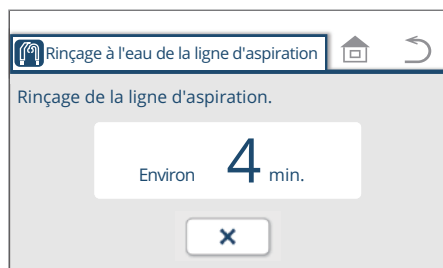 Rinçage à l'eau de la ligne d'aspiration
Rinçage de la ligne d'aspiration.
Environ 4 min.